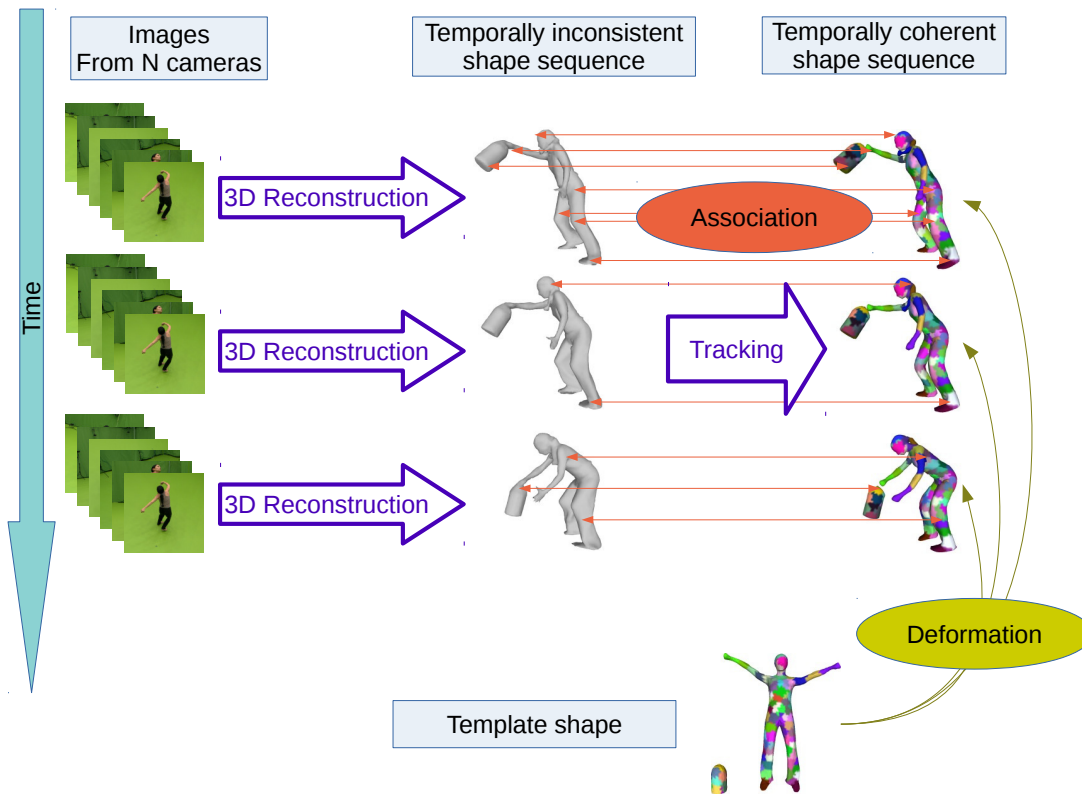 Images
From N cameras
Temporally inconsistent
shape sequence
Temporally coherent
shape sequence
Time
3D Reconstruction
Association
3D Reconstruction
Tracking
3D Reconstruction
Deformation
Template shape